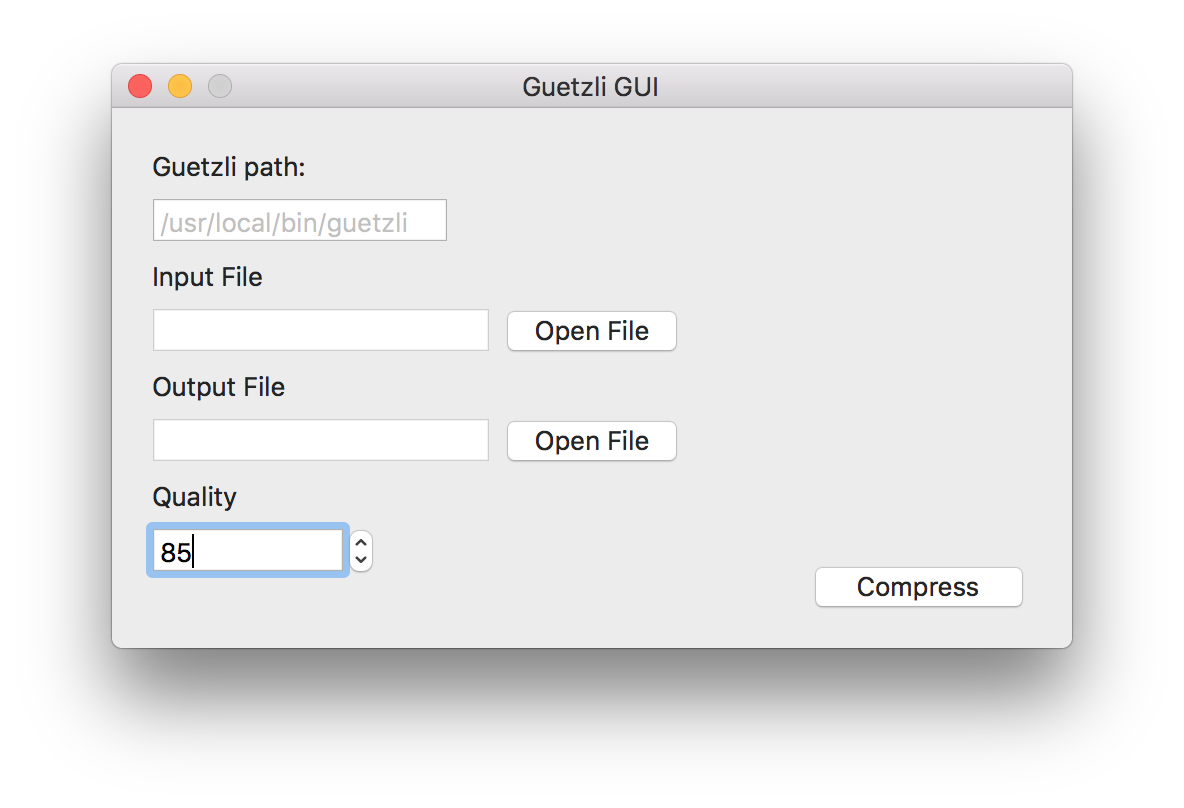 Guetzli GUI
Guetzli path:
/usr/local/bin/guetzli
Input File
Open File
Output File
Open File
Quality
85
Compress